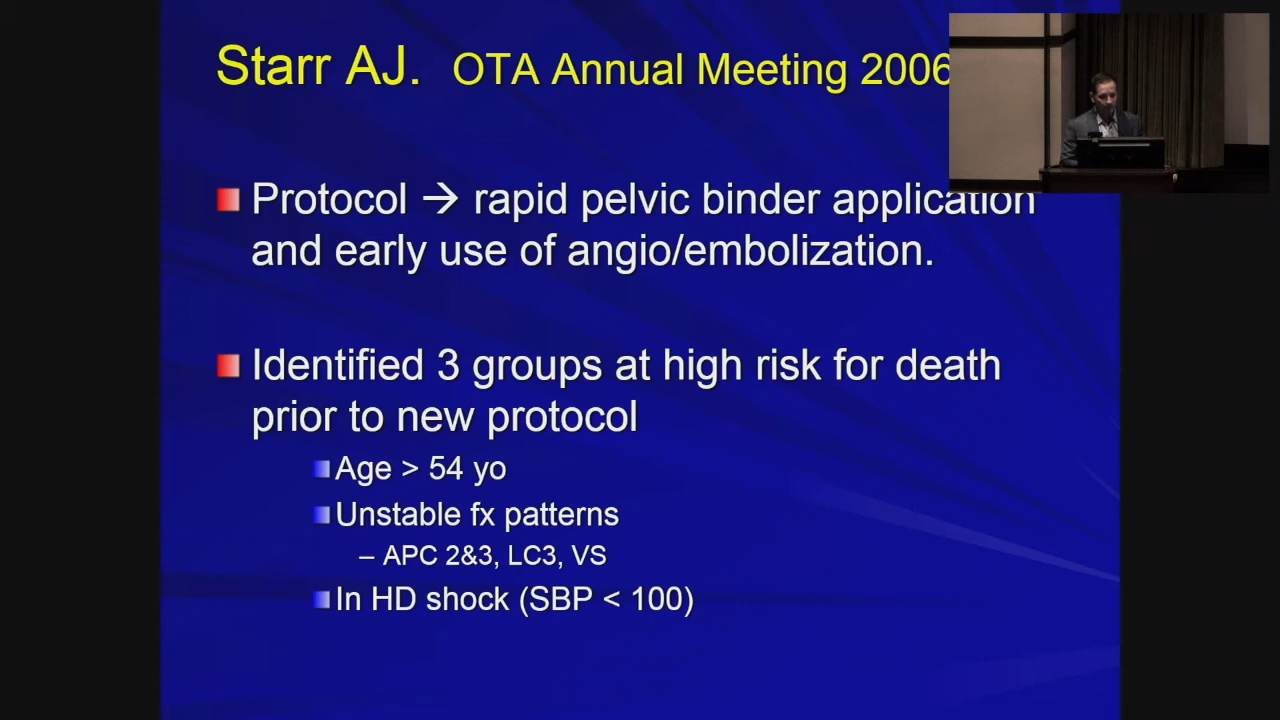 Starr AJ. OTA Annual Meeting 2006
Protocol → rapid pelvic binder application
and early use of angio/embolization.
Identified 3 groups at high risk for death
prior to new protocol
Age > 54 yo
Unstable fx patterns
– APC 2&3, LC3, VS
In HD shock (SBP < 100)